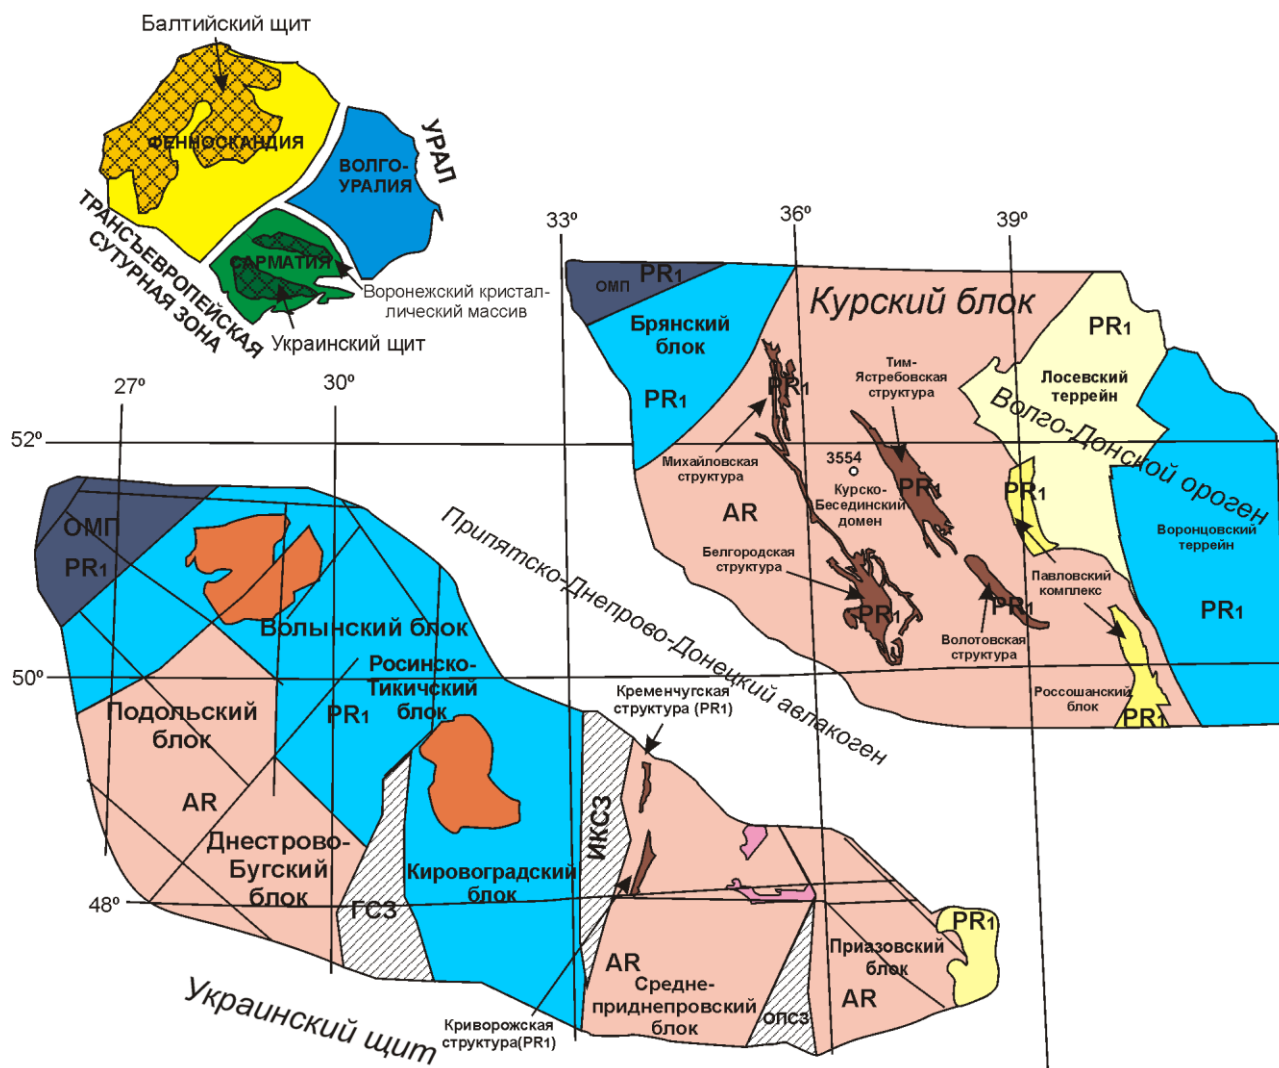 Балтийский щит
ФЕННОСКАНДИЯ
ВОЛГО-
УРАЛИЯ
УРАЛ
ТРАНСЪЕВРОПЕЙСКАЯ
СУТУРНАЯ ЗОНА
САРМАТИЯ
Воронежский кристал-
лический массив
Украинский щит
33º
36º
39º
27º
30º
52º
50º
48º
ОМП
PR1
Брянский
блок
PR1
Курский блок
PR1
Тим-
Ястребовская
структура
PR1
Лосевский
террейн
Волго-Донской ороген
Михайловская
структура
3554
Курско-
Бесединский
домен
PR1
PR1
AR
Белгородская
структура
PR1
Воронцовский
террейн
PR1
Павловский
комплекс
PR1
Волотовская
структура
Россошанский
блок
PR1
Припятско-Днепрово-Донецкий авлакоген
ОМП
PR1
Волынский блок
Росинско-
Тикичский
блок
PR1
Подольский
блок
AR
Днестрово-
Бугский
блок
ГСЗ
Кировоградский
блок
ИКСЗ
Кременчугская
структура (PR1)
AR
Средне-
приднепровский
блок
ОПСЗ
Приазовский
блок
AR
PR1
Криворожская
структура(PR1)
Украинский щит